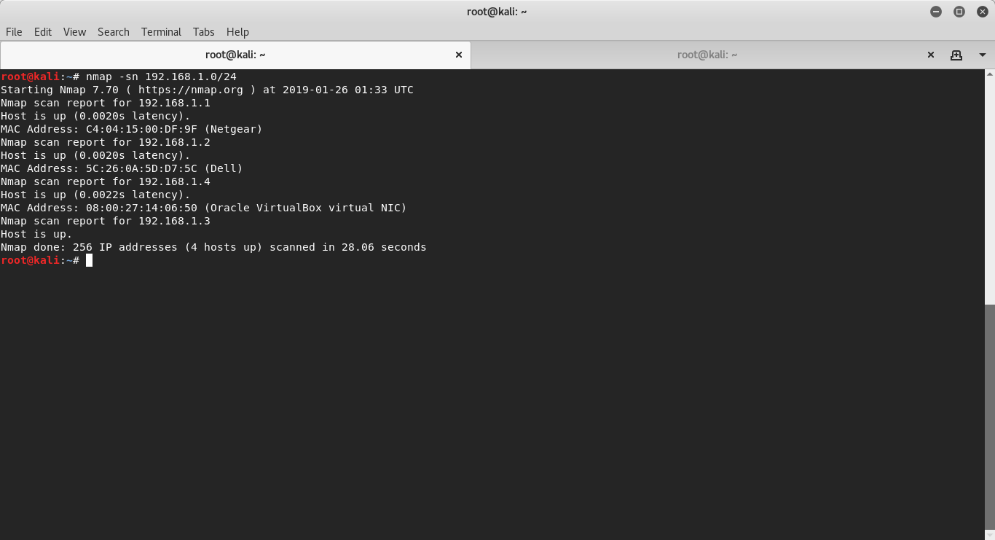 root@kali: ~
File Edit View Search Terminal Tabs Help
root@kali: ~ root@kali: ~
root@kali:~# nmap -sn 192.168.1.0/24
Starting Nmap 7.70 ( https://nmap.org ) at 2019-01-26 01:33 UTC
Nmap scan report for 192.168.1.1
Host is up (0.0020s latency).
MAC Address: C4:04:15:00:DF:9F (Netgear)
Nmap scan report for 192.168.1.2
Host is up (0.0020s latency).
MAC Address: 5C:26:0A:5D:D7:5C (Dell)
Nmap scan report for 192.168.1.4
Host is up (0.0022s latency).
MAC Address: 08:00:27:14:06:50 (Oracle VirtualBox virtual NIC)
Nmap scan report for 192.168.1.3
Host is up.
Nmap done: 256 IP addresses (4 hosts up) scanned in 28.06 seconds
root@kali:~#